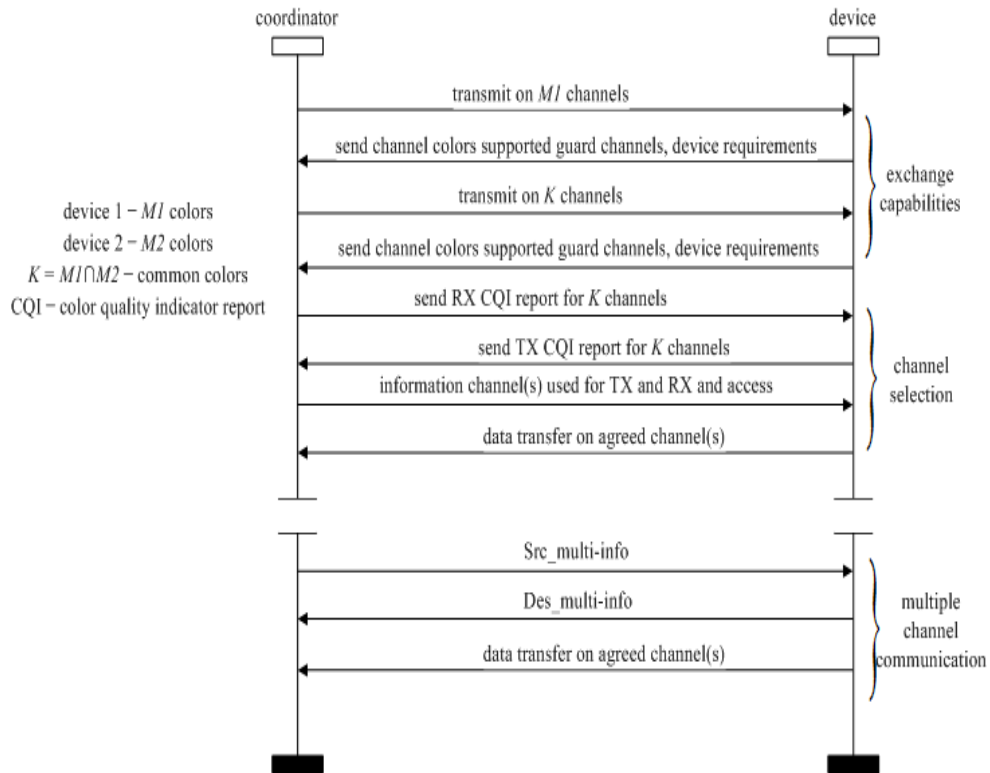 coordinator
device
transmit on M1 channels
send channel colors supported guard channels, device requirements
exchange
capabilities
transmit on K channels
device 1 – M1 colors
device 2 – M2 colors
K = M1∩M2 – common colors
CQI – color quality indicator report
send channel colors supported guard channels, device requirements
send RX CQI report for K channels
send TX CQI report for K channels
channel
selection
information channel(s) used for TX and RX and access
data transfer on agreed channel(s)
Src_multi-info
Des_multi-info
multiple
channel
communication
data transfer on agreed channel(s)